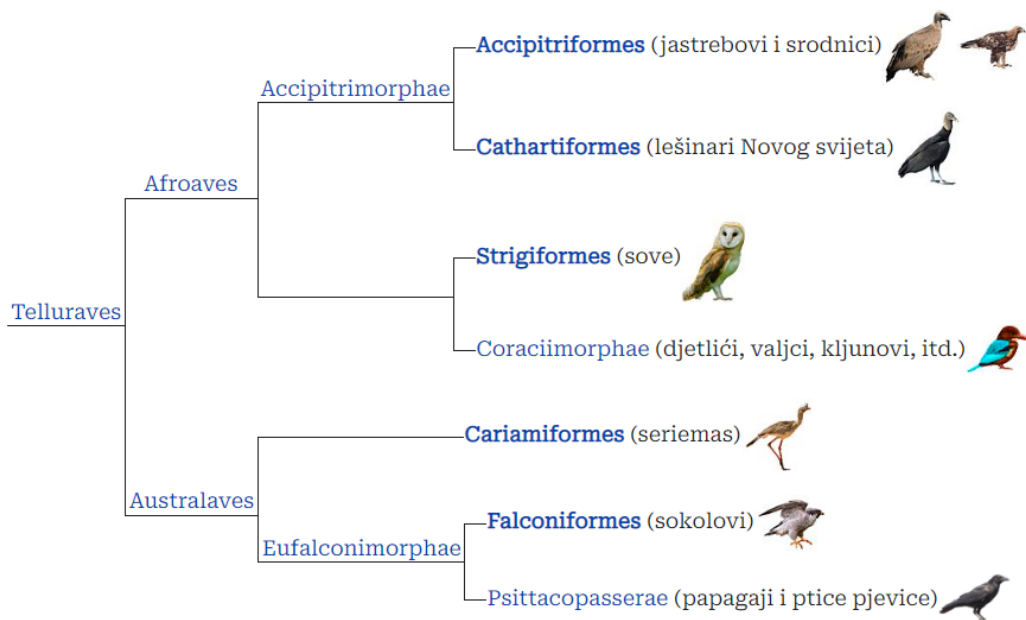 Accipitriformes (jastrebovi i srodnici)
Accipitrimorphae
Cathartiformes (lešinari Novog svijeta)
Afroaves
Strigiformes (sove)
Telluraves
Coraciimorphae (djetlići, valjci, kljunovi, itd.)
Cariamiformes (seriemas)
Australaves
Falconiformes (sokolovi)
Eufalconimorphae
Psittacopasserae (papagaji i ptice pjevice)